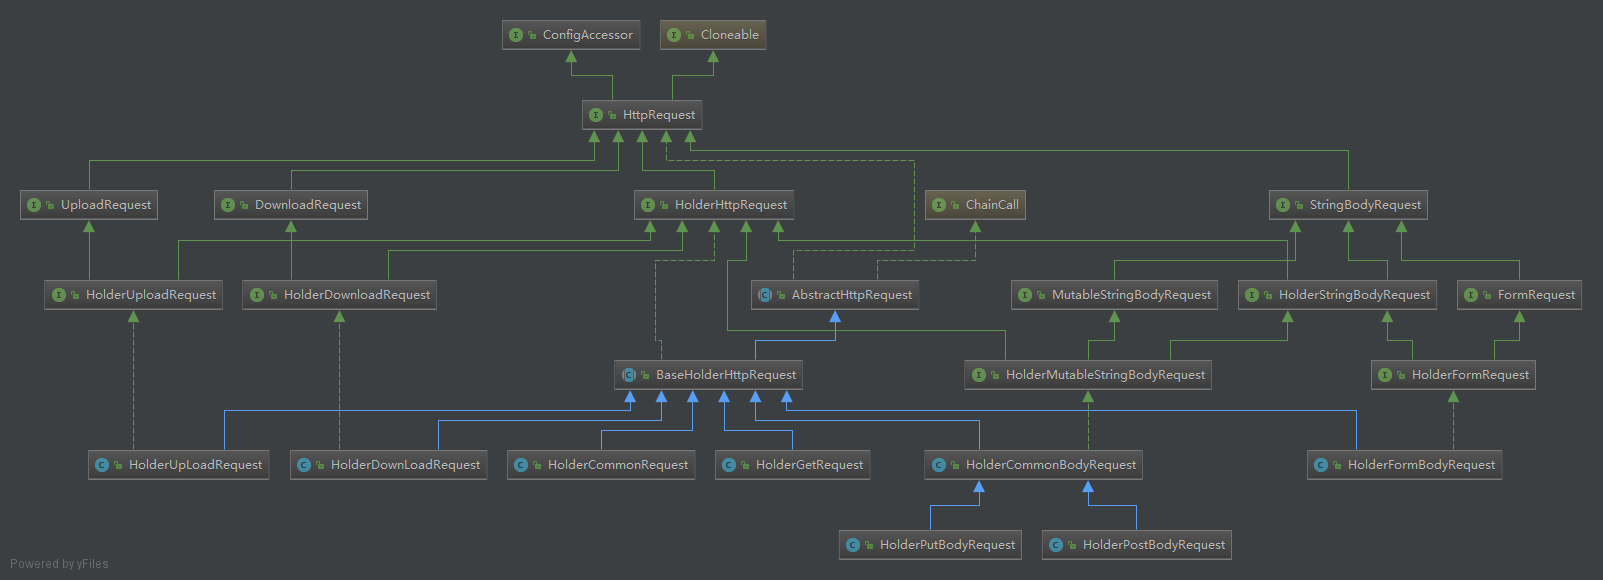 ConfigAccessor
Cloneable
HttpRequest
UploadRequest
DownloadRequest
HolderHttpRequest
ChainCall
StringBodyRequest
HolderUploadRequest
HolderDownloadRequest
AbstractHttpRequest
MutableStringBodyRequest
HolderStringBodyRequest
FormRequest
BaseHolderHttpRequest
HolderMutableStringBodyRequest
HolderFormRequest
HolderUpLoadRequest
HolderDownLoadRequest
HolderCommonRequest
HolderGetRequest
HolderCommonBodyRequest
HolderFormBodyRequest
HolderPutBodyRequest
HolderPostBodyRequest
Powered by yFiles